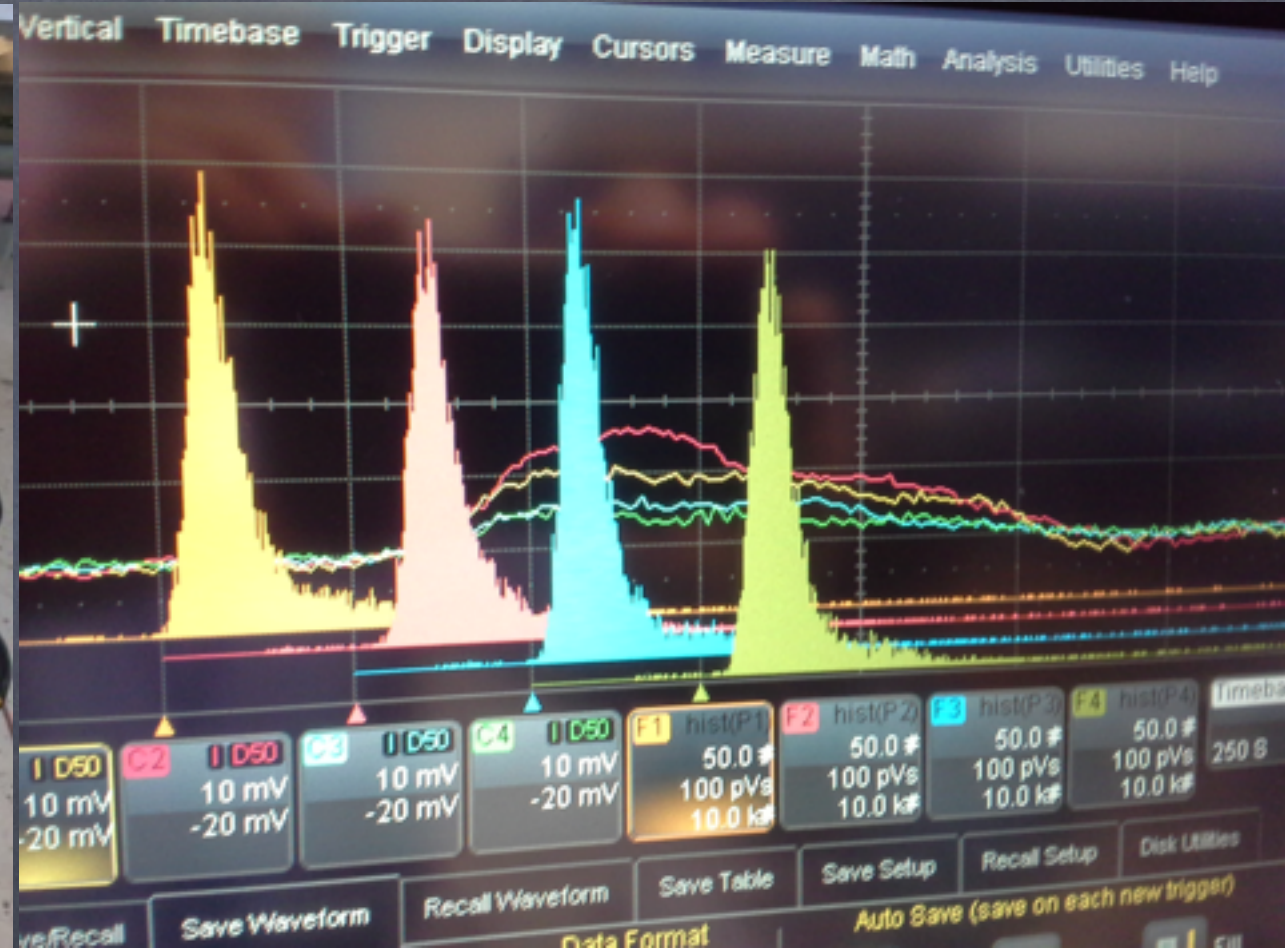 Vertical Timebase Trigger Display Cursors Measure Math Analysis Utilities Help
D50
10 mV
-20 mV
C2 D50
10 mV
-20 mV
C3 D50
10 mV
-20 mV
C4 D50
10 mV
-20 mV
F1 hist(P1)
50.0 #
100 pVs
10.0 k#
F2 hist(P2)
50.0 #
100 pVs
10.0 k#
F3 hist(P3)
50.0 #
100 pVs
10.0 k#
F4 hist(P4)
50.0 #
100 pVs
10.0 k#
Timeba
250 S
ve/Recall Save Waveform Recall Waveform Save Table Save Setup Recall Setup Disk Utilities
Data Format
Auto Save (save on each new trigger)